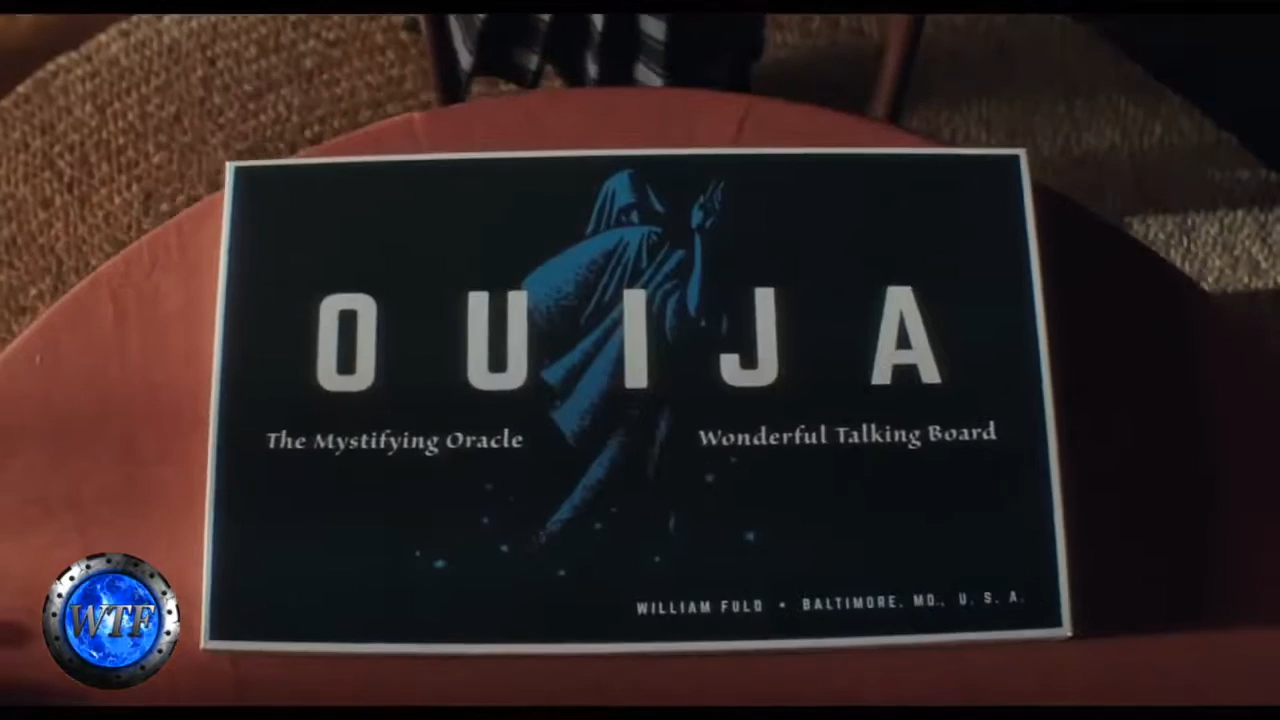 OUIJA
The Mystifying Oracle Wonderful Talking Board
WILLIAM FULD • BALTIMORE, MD., U. S. A.
WTF